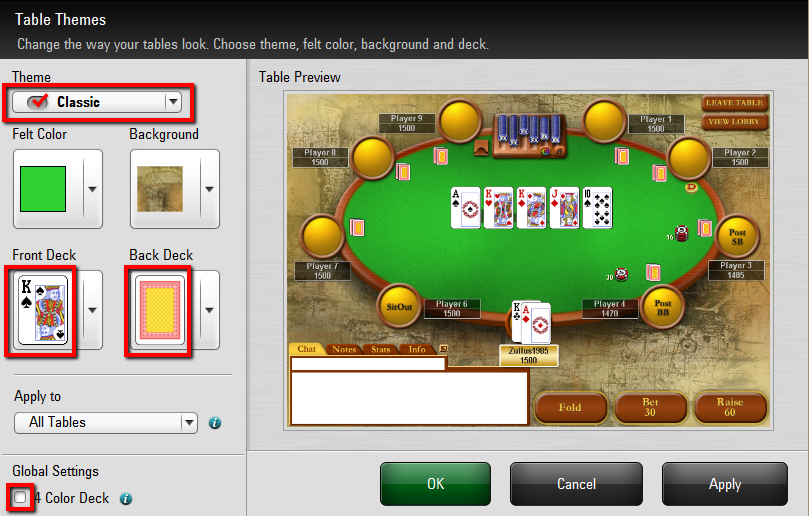 Table Themes
Change the way your tables look. Choose theme, felt color, background and deck.
Theme
Classic
Felt Color
Background
Front Deck
Back Deck
K
Apply to
All Tables
Global Settings
4 Color Deck
Table Preview
LEAVE TABLE
VIEW LOBBY
Player 9
1500
Player 1
1500
Player 8
1500
Player 2
1500
D
A
K
K
J
10
Post
SB
10
Player 7
1500
Player 3
1485
30
SitOut
Player 6
1500
Player 4
1470
Post
BB
K
A
Zullus1985
1500
Chat
Notes
Stats
Info
Fold
Bet
30
Raise
60
OK
Cancel
Apply